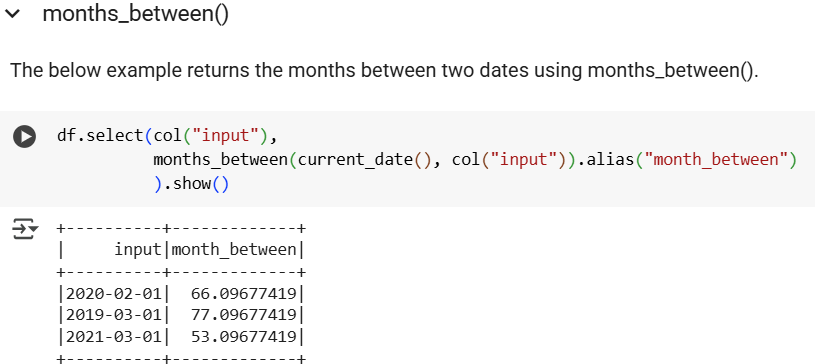 months_between()
The below example returns the months between two dates using months_between().
df.select(col("input"),
          months_between(current_date(), col("input")).alias("month_between")
          ).show()
+----------+-------------+
|     input|month_between|
+----------+-------------+
|2020-02-01|  66.09677419|
|2019-03-01|  77.09677419|
|2021-03-01|  53.09677419|
+----------+-------------+